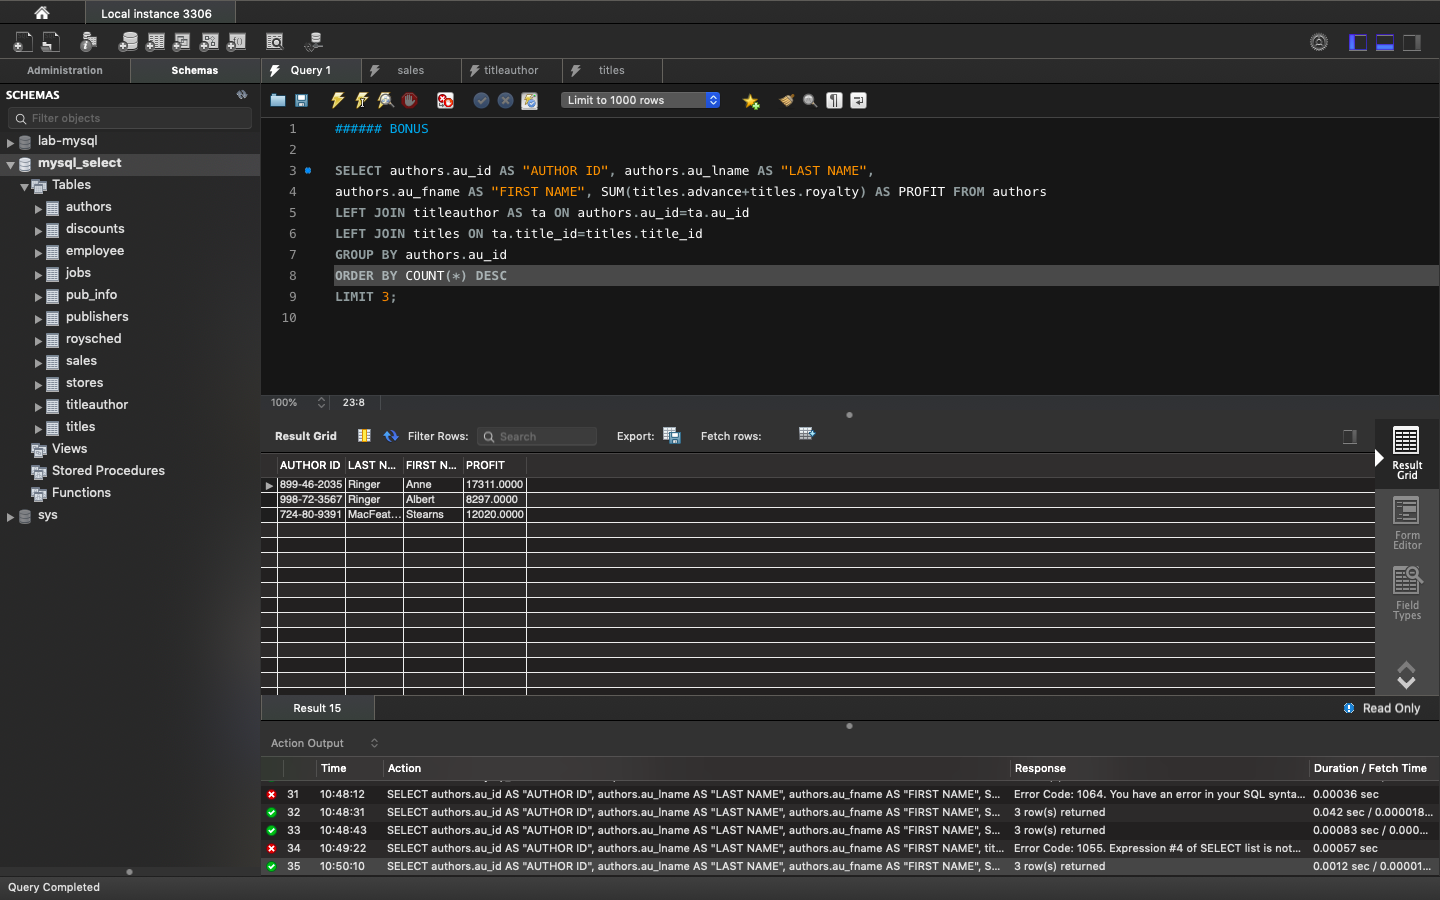 Local instance 3306
Administration
Schemas
Query 1
sales
titleauthor
titles
SCHEMAS
Filter objects
lab-mysql
mysql_select
Tables
authors
discounts
employee
jobs
pub_info
publishers
roysched
sales
stores
titleauthor
titles
Views
Stored Procedures
Functions
sys
Limit to 1000 rows
1 ###### BONUS
2
3 SELECT authors.au_id AS "AUTHOR ID", authors.au_lname AS "LAST NAME",
4 authors.au_fname AS "FIRST NAME", SUM(titles.advance+titles.royalty) AS PROFIT FROM authors
5 LEFT JOIN titleauthor AS ta ON authors.au_id=ta.au_id
6 LEFT JOIN titles ON ta.title_id=titles.title_id
7 GROUP BY authors.au_id
8 ORDER BY COUNT(*) DESC
9 LIMIT 3;
10
100% 23:8
Result Grid Filter Rows: Search Export: Fetch rows:
AUTHOR ID LAST N... FIRST N... PROFIT
899-46-2035 Ringer Anne 17311.0000
998-72-3567 Ringer Albert 8297.0000
724-80-9391 MacFeat... Stearns 12020.0000
Result Grid
Form Editor
Field Types
Result 15
Read Only
Action Output
Time Action Response Duration / Fetch Time
31 10:48:12 SELECT authors.au_id AS "AUTHOR ID", authors.au_lname AS "LAST NAME", authors.au_fname AS "FIRST NAME", S... Error Code: 1064. You have an error in your SQL synta... 0.00036 sec
32 10:48:31 SELECT authors.au_id AS "AUTHOR ID", authors.au_lname AS "LAST NAME", authors.au_fname AS "FIRST NAME", S... 3 row(s) returned 0.042 sec / 0.000018...
33 10:48:43 SELECT authors.au_id AS "AUTHOR ID", authors.au_lname AS "LAST NAME", authors.au_fname AS "FIRST NAME", S... 3 row(s) returned 0.00083 sec / 0.000...
34 10:49:22 SELECT authors.au_id AS "AUTHOR ID", authors.au_lname AS "LAST NAME", authors.au_fname AS "FIRST NAME", tit... Error Code: 1055. Expression #4 of SELECT list is not... 0.00057 sec
35 10:50:10 SELECT authors.au_id AS "AUTHOR ID", authors.au_lname AS "LAST NAME", authors.au_fname AS "FIRST NAME", S... 3 row(s) returned 0.0012 sec / 0.00001...
Query Completed